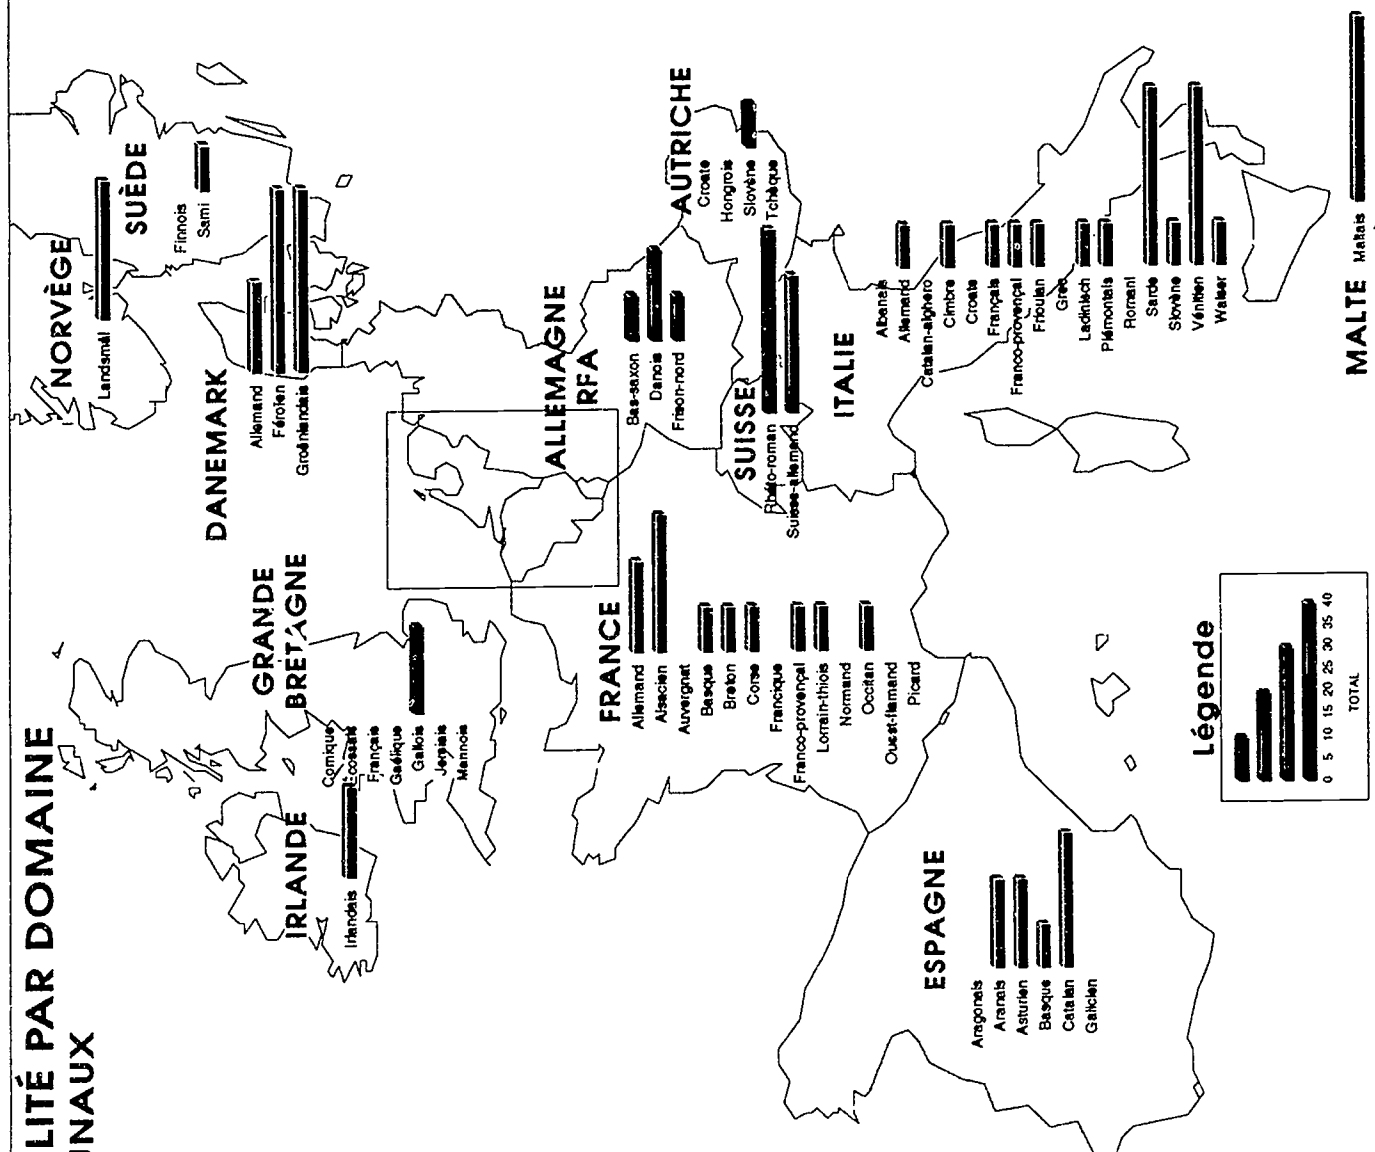 LITÉ PAR DOMAINE
NAUX
NORVÈGE
Landsmål
SUÈDE
Finnois
Sami
DANEMARK
Allemand
Féroïen
Groënlandais
GRANDE
BRETAGNE
Cornique
Ecossais
Français
Gaélique
Gallois
Jersiais
Mannois
IRLANDE
Irlandais
ALLEMAGNE
RFA
Bas-saxon
Danois
Frison-nord
AUTRICHE
Croate
Hongrois
Slovène
Tchèque
SUISSE
Rhéto-roman
Suisse-allemand
FRANCE
Allemand
Alsacien
Auvergnat
Basque
Breton
Corse
Francique
Franco-provençal
Lorrain-thiois
Normand
Occitan
Ouest-flamand
Picard
ITALIE
Albanais
Allemand
Catalan-alghero
Cimbre
Croate
Français
Franco-provençal
Frioulan
Grec
Ladintech
Piémontais
Romani
Sarde
Slovène
Vénitien
Walser
ESPAGNE
Aragonais
Aranais
Asturien
Basque
Catalan
Galicien
MALTE
Maltais
Légende
0 5 10 15 20 25 30 35 40
TOTAL